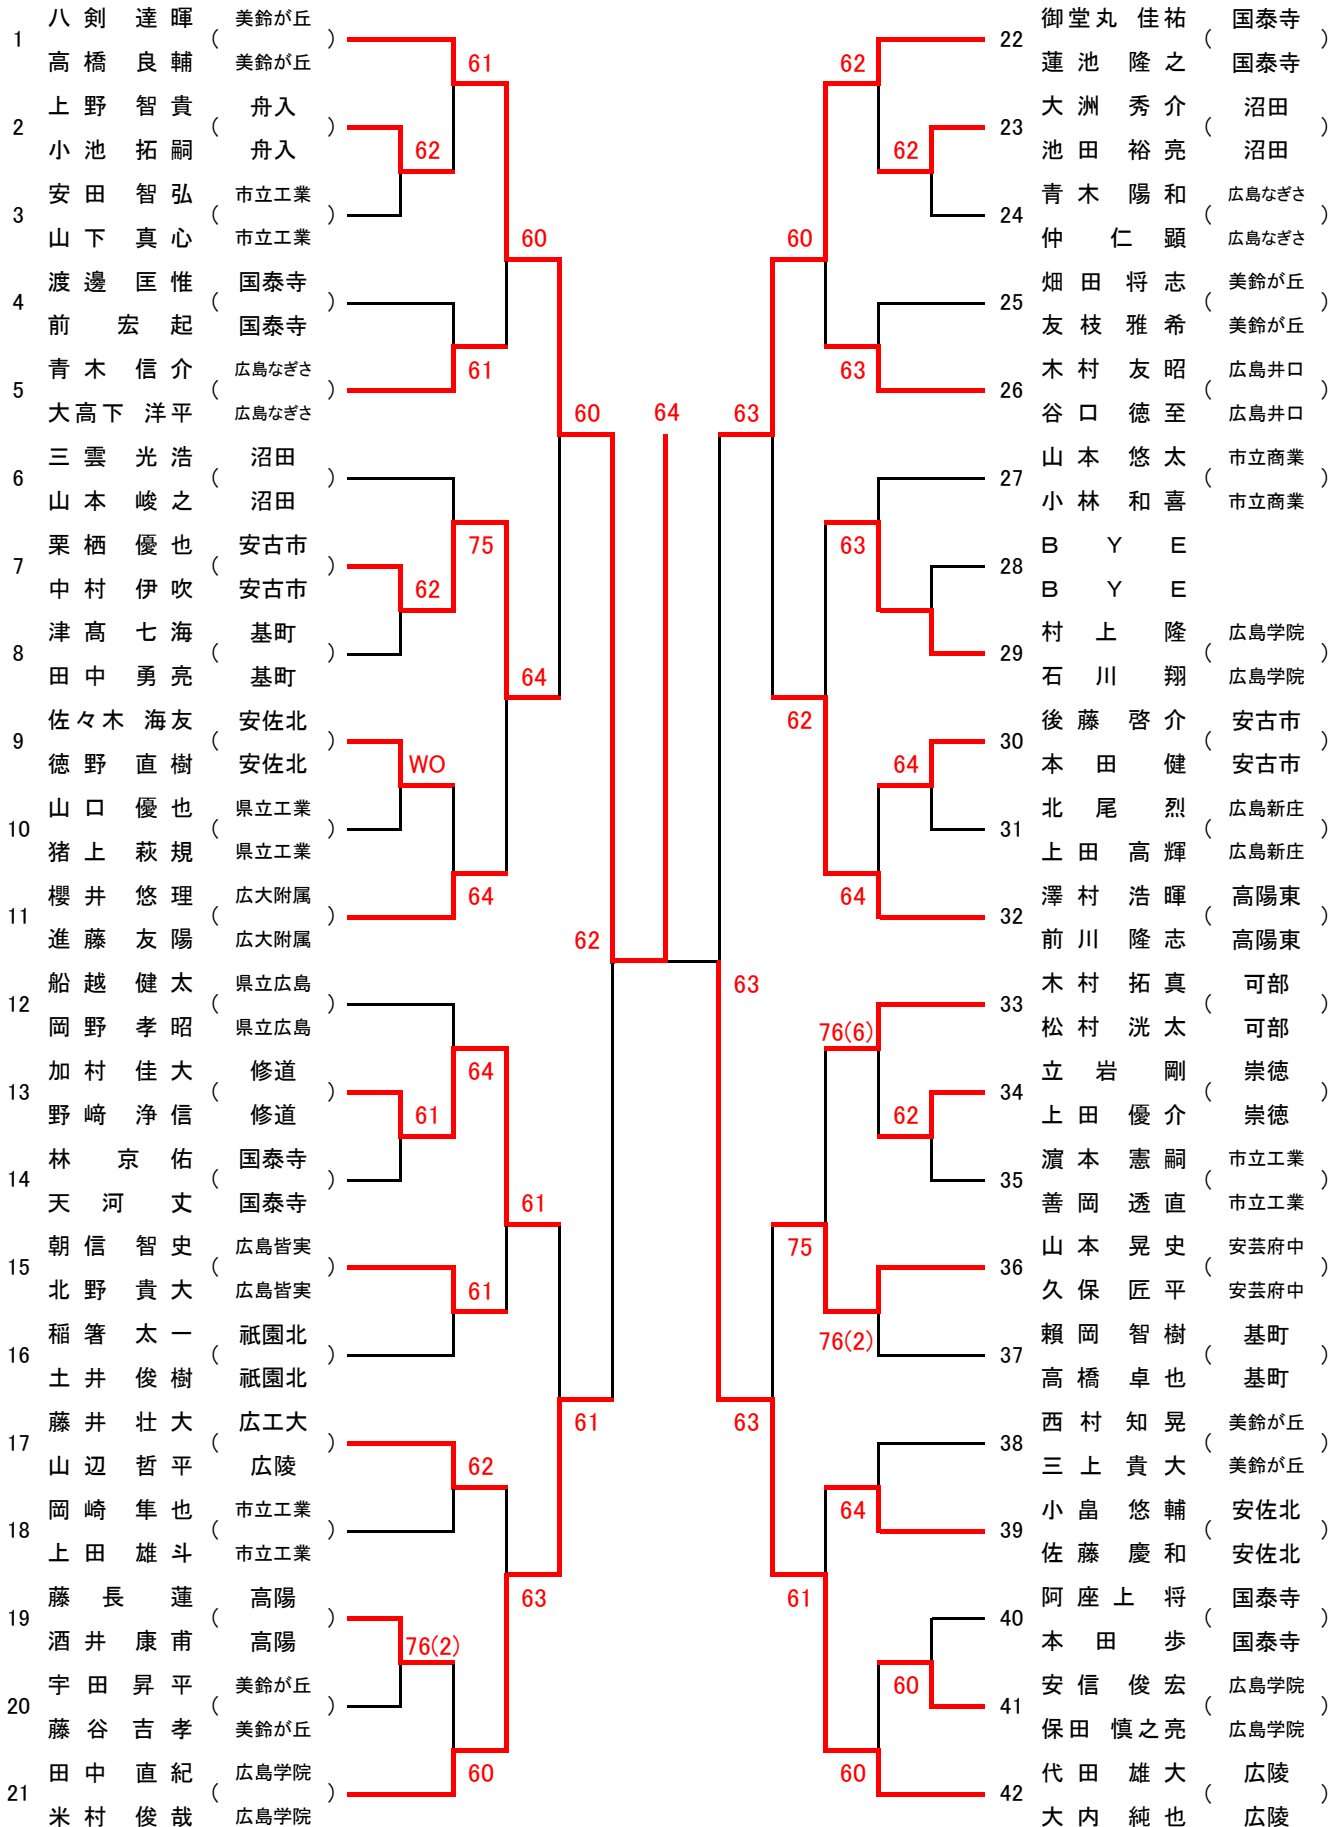 八剣 達暉 美鈴が丘
1 ( )
高橋 良輔 美鈴が丘
61
上野 智貴 舟入
2 ( )
小池 拓嗣 舟入
62
安田 智弘 市立工業
3 ( )
山下 真心 市立工業
60
渡邊 匡惟 国泰寺
4 ( )
前 宏起 国泰寺
青木 信介 広島なぎさ
5 ( )
61
大高下 洋平 広島なぎさ
60
三雲 光浩 沼田
6 ( )
山本 峻之 沼田
栗栖 優也 安古市
7 ( )
75
中村 伊吹 安古市
62
津髙 七海 基町
8 ( )
田中 勇亮 基町
64
佐々木 海友 安佐北
9 ( )
徳野 直樹 安佐北
WO
山口 優也 県立工業
10 ( )
猪上 萩規 県立工業
櫻井 悠理 広大附属
11 ( )
64
進藤 友陽 広大附属
62
船越 健太 県立広島
12 ( )
岡野 孝昭 県立広島
加村 佳大 修道
13 ( )
64
野﨑 浄信 修道
61
林 京佑 国泰寺
14 ( )
天河 丈 国泰寺
61
朝信 智史 広島皆実
15 ( )
北野 貴大 広島皆実
61
稲箸 太一 祇園北
16 ( )
土井 俊樹 祇園北
藤井 壮大 広工大
17 ( )
61
山辺 哲平 広陵
62
岡崎 隼也 市立工業
18 ( )
上田 雄斗 市立工業
藤長 蓮 高陽
19 ( )
63
酒井 康甫 高陽
76(2)
宇田 昇平 美鈴が丘
20 ( )
藤谷 吉孝 美鈴が丘
田中 直紀 広島学院
21 ( )
60
米村 俊哉 広島学院
64
御堂丸 佳祐 国泰寺
22 ( )
蓮池 隆之 国泰寺
62
大洲 秀介 沼田
23 ( )
池田 裕亮 沼田
62
青木 陽和 広島なぎさ
24 ( )
仲 仁顕 広島なぎさ
60
畑田 将志 美鈴が丘
25 ( )
友枝 雅希 美鈴が丘
木村 友昭 広島井口
26 ( )
63
谷口 徳至 広島井口
63
山本 悠太 市立商業
27 ( )
小林 和喜 市立商業
B Y E
28
63
B Y E
村上 隆 広島学院
29 ( )
石川 翔 広島学院
後藤 啓介 安古市
30 ( )
62
本田 健 安古市
64
北尾 烈 広島新庄
31 ( )
上田 高輝 広島新庄
澤村 浩暉 高陽東
32 ( )
64
前川 隆志 高陽東
木村 拓真 可部
33 ( )
63
松村 洸太 可部
76(6)
立岩 剛 崇徳
34 ( )
上田 優介 崇徳
62
濵本 憲嗣 市立工業
35 ( )
善岡 透直 市立工業
山本 晃史 安芸府中
36 ( )
75
久保 匠平 安芸府中
賴岡 智樹 基町
37 ( )
76(2)
高橋 卓也 基町
西村 知晃 美鈴が丘
38 ( )
63
三上 貴大 美鈴が丘
小畠 悠輔 安佐北
39 ( )
64
佐藤 慶和 安佐北
阿座上 将 国泰寺
40 ( )
61
本田 歩 国泰寺
安信 俊宏 広島学院
41 ( )
60
保田 慎之亮 広島学院
代田 雄大 広陵
42 ( )
60
大内 純也 広陵